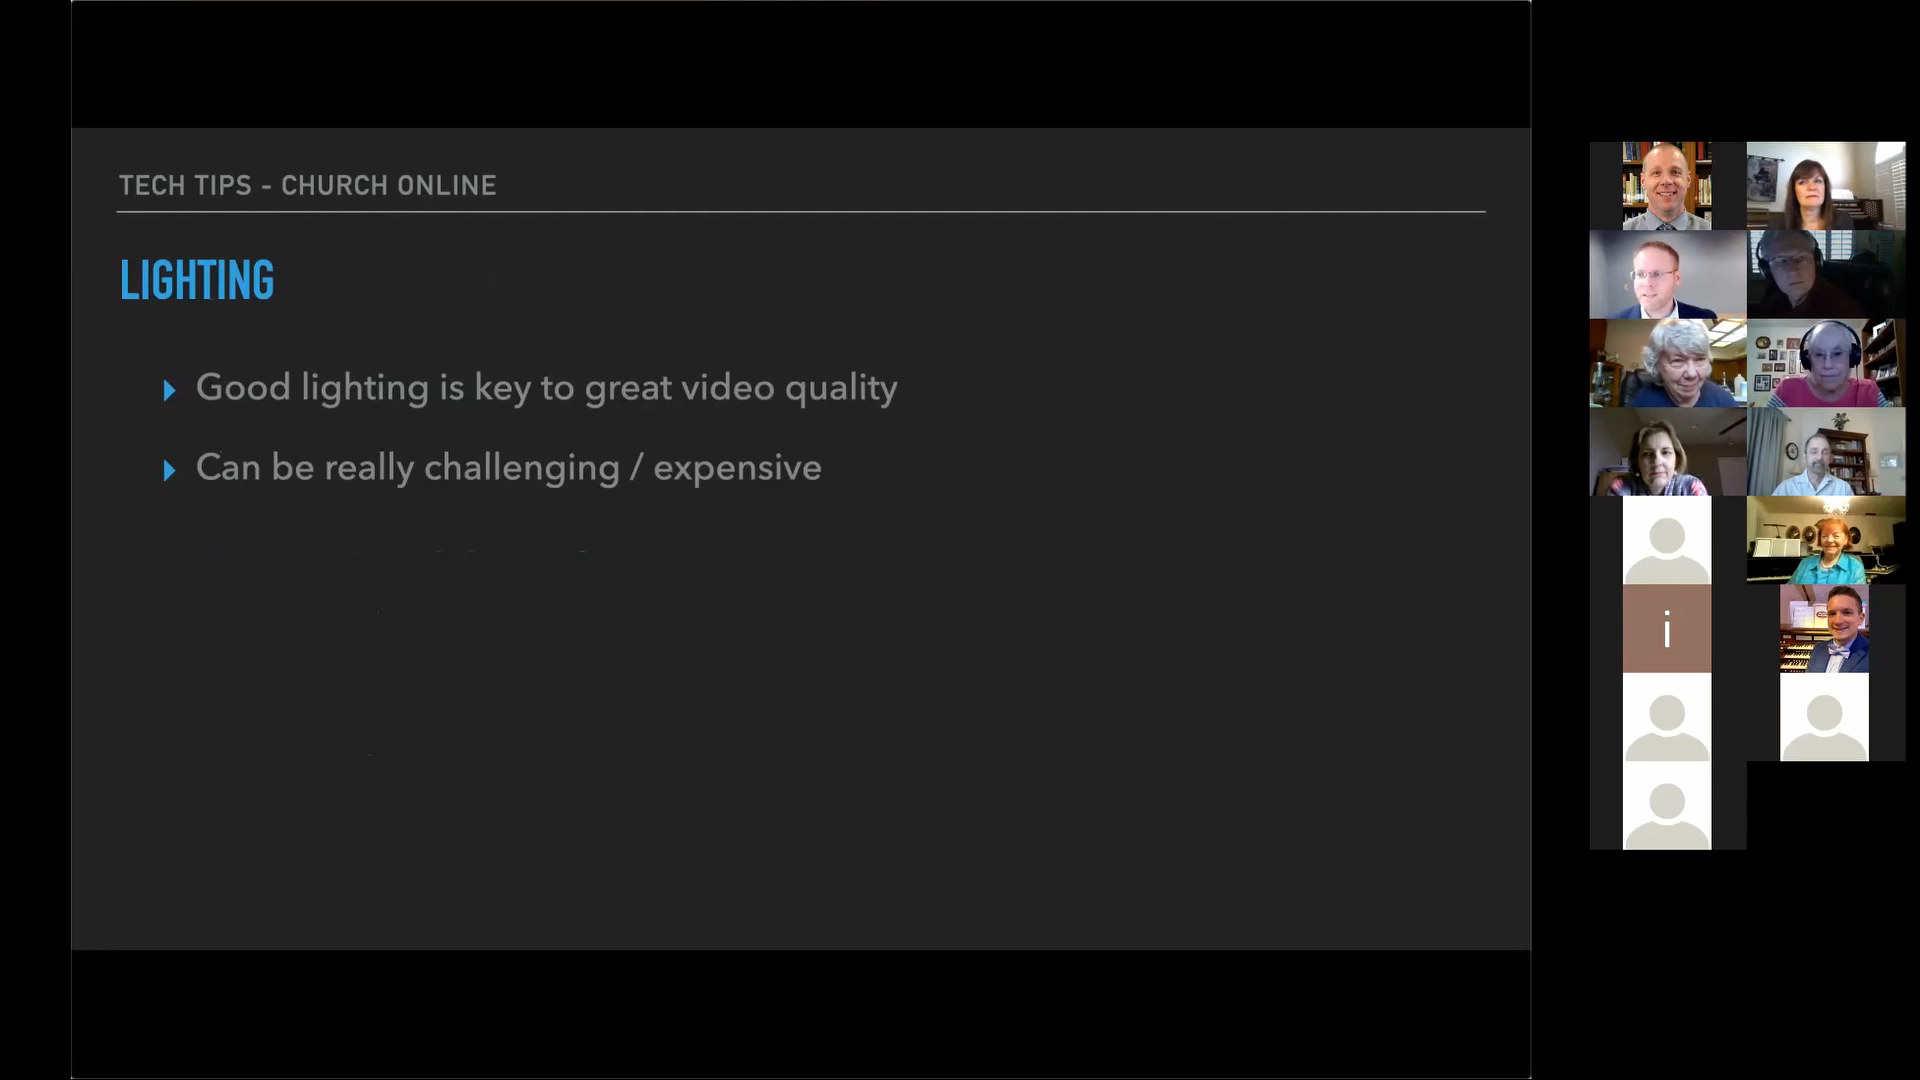 TECH TIPS - CHURCH ONLINE
LIGHTING
Good lighting is key to great video quality
Can be really challenging / expensive
i